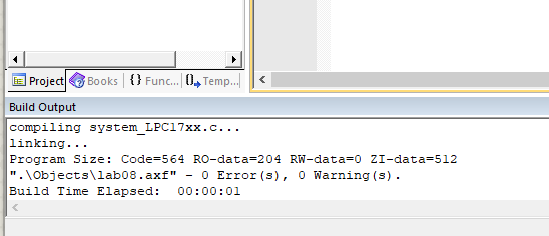 Project Books {} Func... 0. Temp...
Build Output
compiling system_LPC17xx.c...
linking...
Program Size: Code=564 RO-data=204 RW-data=0 ZI-data=512
".\Objects\lab08.axf" - 0 Error(s), 0 Warning(s).
Build Time Elapsed:  00:00:01